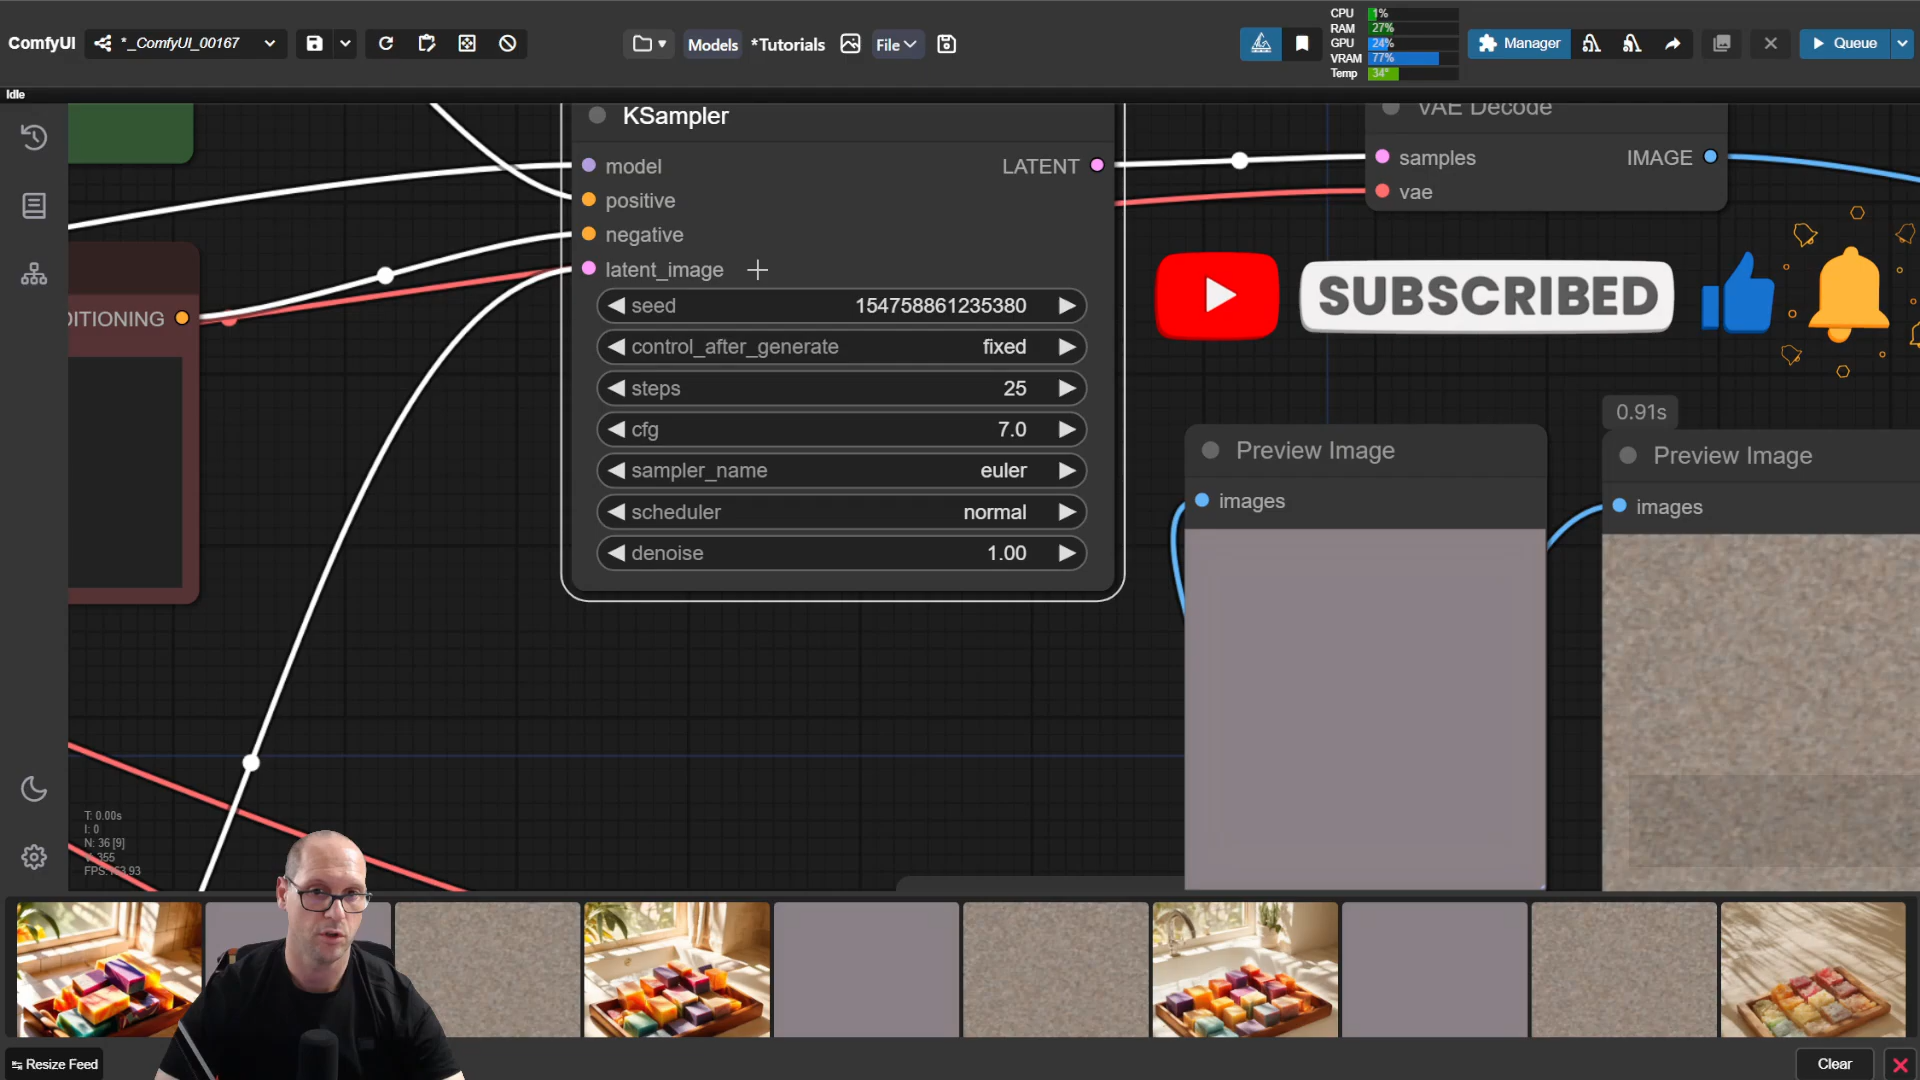 ComfyUI
*_ComfyUI_00167
Models
*Tutorials
File
CPU 1%
RAM 27%
GPU 24%
VRAM 77%
Temp 34°
Manager
Queue
Idle
KSampler
model
LATENT
positive
negative
latent_image
seed 154758861235380
control_after_generate fixed
steps 25
cfg 7.0
sampler_name euler
scheduler normal
denoise 1.00
VAE Decode
samples
IMAGE
vae
SUBSCRIBED
DITIONING
0.91s
Preview Image
images
Preview Image
images
T: 0.00s
I: 0
N: 36 [9]
355
Resize Feed
Clear